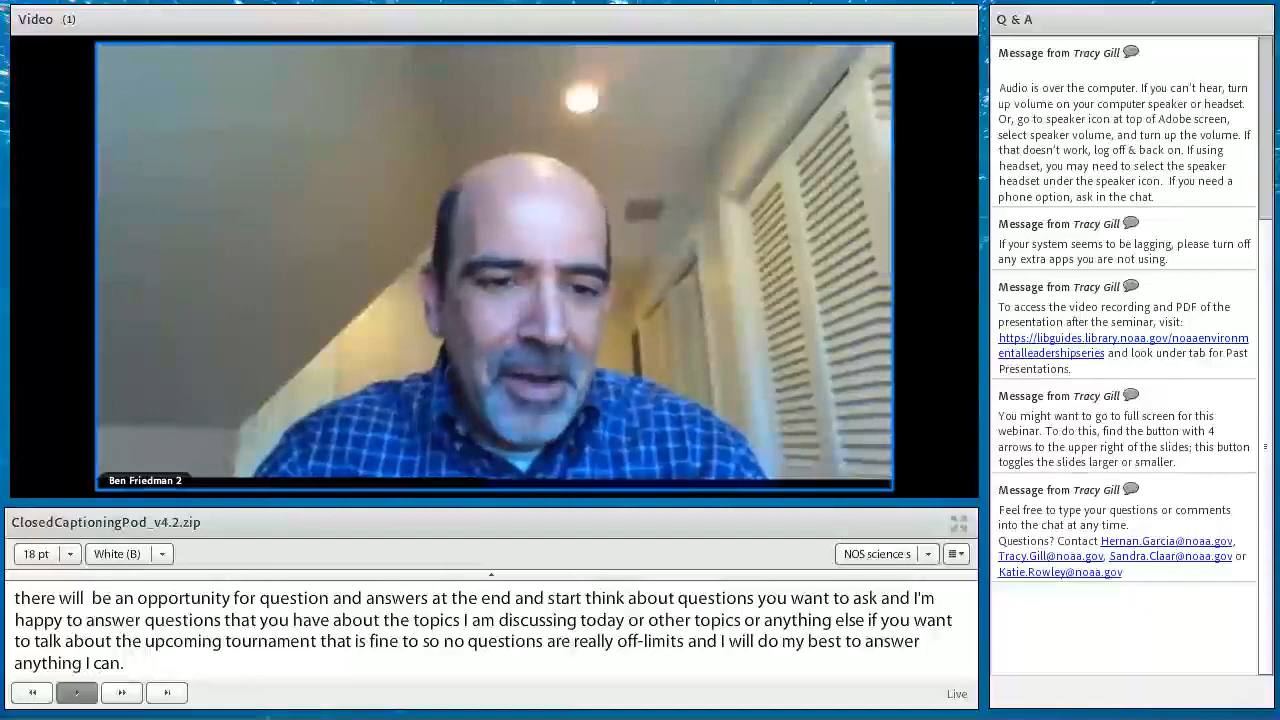 Video (1)
Ben Friedman 2
ClosedCaptioningPod_v4.2.zip
18 pt
White (B)
NOS science s
there will be an opportunity for question and answers at the end and start think about questions you want to ask and I'm
happy to answer questions that you have about the topics I am discussing today or other topics or anything else if you want
to talk about the upcoming tournament that is fine to so no questions are really off-limits and I will do my best to answer
anything I can.
Live
Q & A
Message from Tracy Gill
Audio is over the computer. If you can't hear, turn
up volume on your computer speaker or headset.
Or, go to speaker icon at top of Adobe screen,
select speaker volume, and turn up the volume. If
that doesn't work, log off & back on. If using
headset, you may need to select the speaker
headset under the speaker icon. If you need a
phone option, ask in the chat.
Message from Tracy Gill
If your system seems to be lagging, please turn off
any extra apps you are not using.
Message from Tracy Gill
To access the video recording and PDF of the
presentation after the seminar, visit:
https://libguides.library.noaa.gov/noaaenvironm
entalleadershipseries and look under tab for Past
Presentations.
Message from Tracy Gill
You might want to go to full screen for this
webinar. To do this, find the button with 4
arrows to the upper right of the slides; this button
toggles the slides larger or smaller.
Message from Tracy Gill
Feel free to type your questions or comments
into the chat at any time.
Questions? Contact Hernan.Garcia@noaa.gov,
Tracy.Gill@noaa.gov, Sandra.Claar@noaa.gov or
Katie.Rowley@noaa.gov